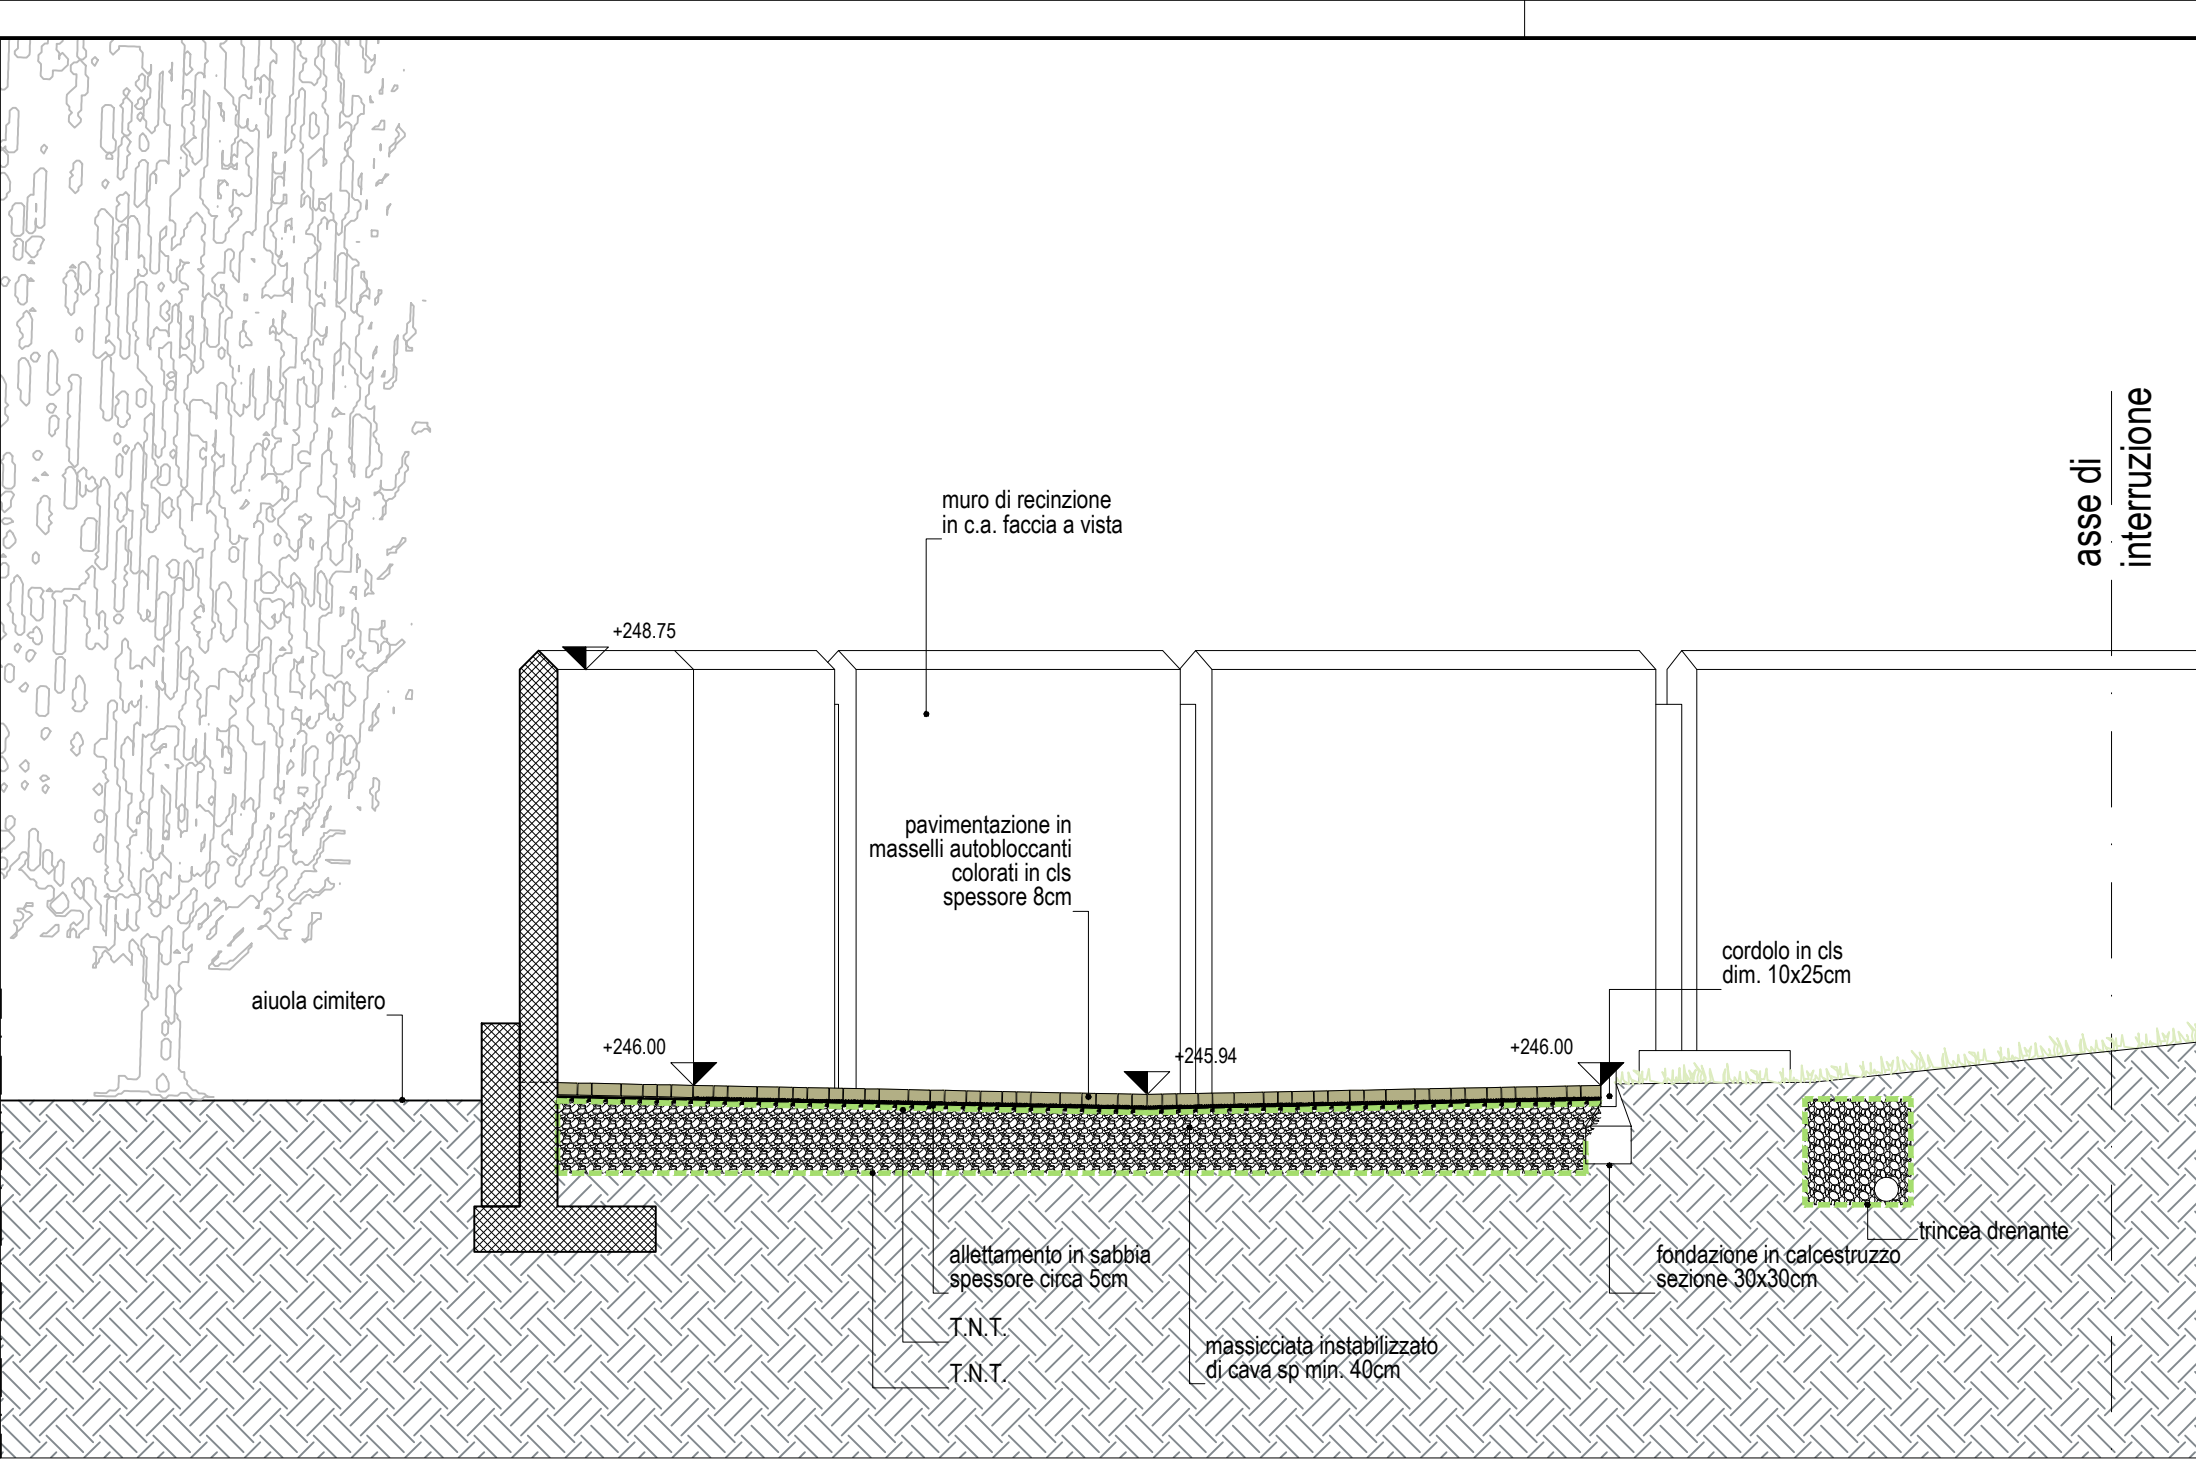 asse di
interruzione
muro di recinzione
in c.a. faccia a vista
+248.75
pavimentazione in
masselli autobloccanti
colorati in cls
spessore 8cm
cordolo in cls
dim. 10x25cm
aiuola cimitero
+246.00
+245.94
+246.00
trincea drenante
allettamento in sabbia
spessore circa 5cm
fondazione in calcestruzzo
sezione 30x30cm
T.N.T.
T.N.T.
massicciata instabilizzato
di cava sp min. 40cm